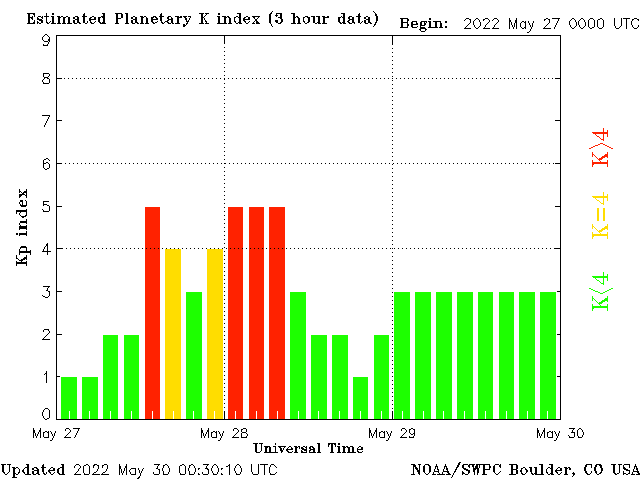 Estimated Planetary K index (3 hour data) Begin: 2022 May 27 0000 UTC
9
8
7
6
5
4
3
2
1
0
Kp index
K>4
K=4
K<4
May 27 May 28 May 29 May 30
Universal Time
Updated 2022 May 30 00:30:10 UTC NOAA/SWPC Boulder, CO USA